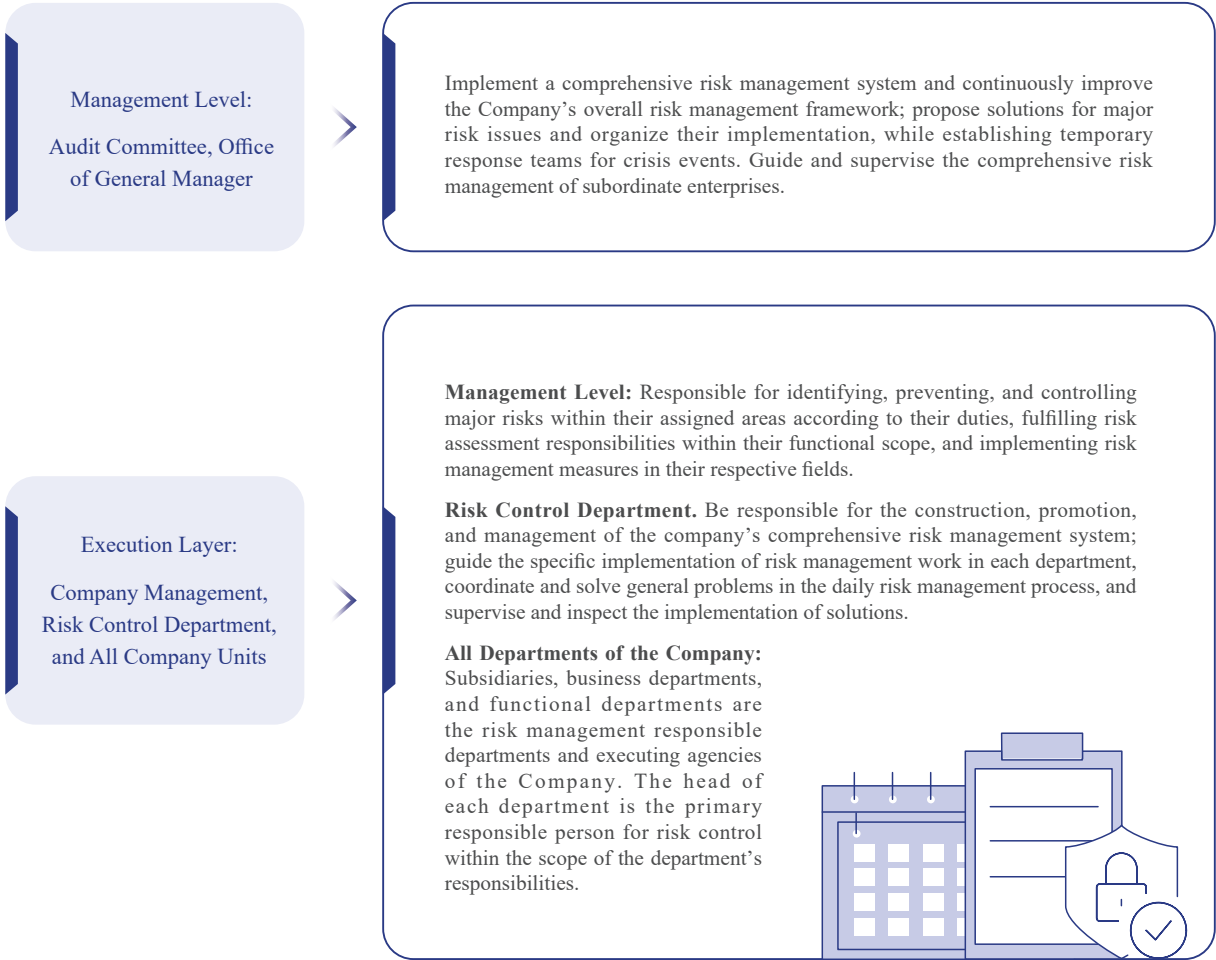 Management Level:
Audit Committee, Office
of General Manager
Implement a comprehensive risk management system and continuously improve
the Company’s overall risk management framework; propose solutions for major
risk issues and organize their implementation, while establishing temporary
response teams for crisis events. Guide and supervise the comprehensive risk
management of subordinate enterprises.
Execution Layer:
Company Management,
Risk Control Department,
and All Company Units
Management Level: Responsible for identifying, preventing, and controlling
major risks within their assigned areas according to their duties, fulfilling risk
assessment responsibilities within their functional scope, and implementing risk
management measures in their respective fields.
Risk Control Department. Be responsible for the construction, promotion,
and management of the company’s comprehensive risk management system;
guide the specific implementation of risk management work in each department,
coordinate and solve general problems in the daily risk management process, and
supervise and inspect the implementation of solutions.
All Departments of the Company:
Subsidiaries, business departments,
and functional departments are
the risk management responsible
departments and executing agencies
of the Company. The head of
each department is the primary
responsible person for risk control
within the scope of the department’s
responsibilities.